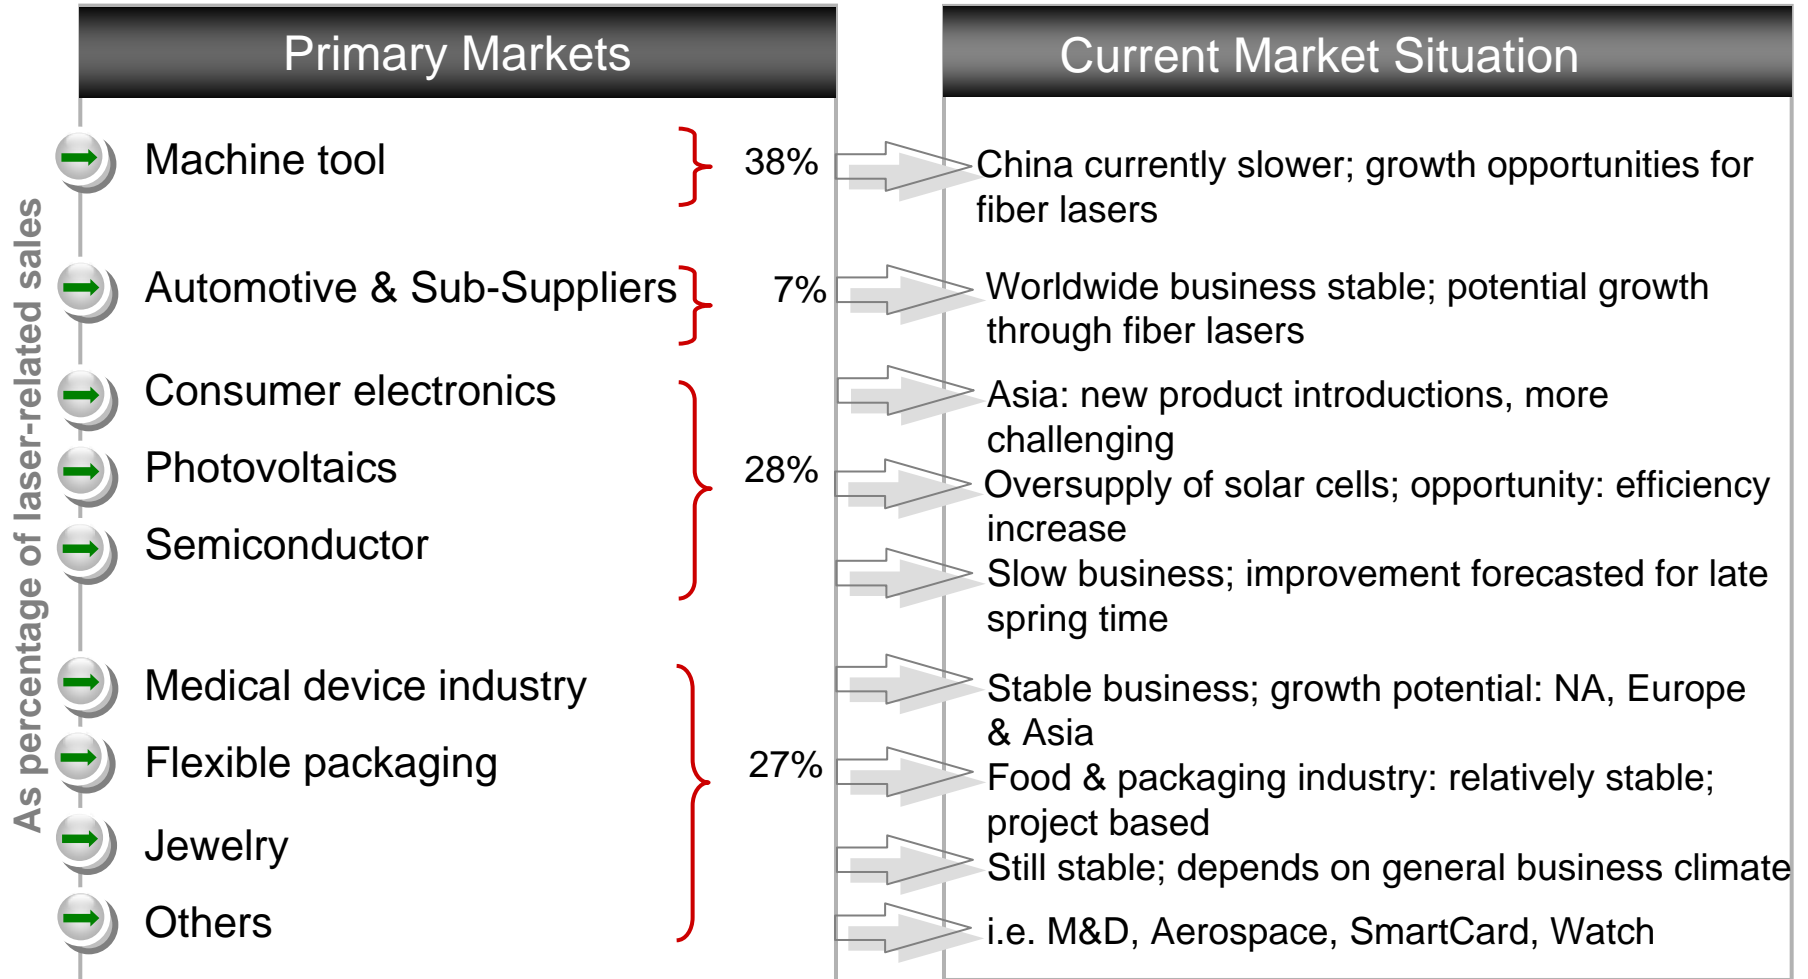 Primary Markets
Current Market Situation
As percentage of laser-related sales
Machine tool
38%
China currently slower; growth opportunities for
fiber lasers
Automotive & Sub-Suppliers
7%
Worldwide business stable; potential growth
through fiber lasers
Consumer electronics
Photovoltaics
Semiconductor
28%
Asia: new product introductions, more
challenging
Oversupply of solar cells; opportunity: efficiency
increase
Slow business; improvement forecasted for late
spring time
Medical device industry
Flexible packaging
Jewelry
Others
27%
Stable business; growth potential: NA, Europe
& Asia
Food & packaging industry: relatively stable;
project based
Still stable; depends on general business climate
i.e. M&D, Aerospace, SmartCard, Watch